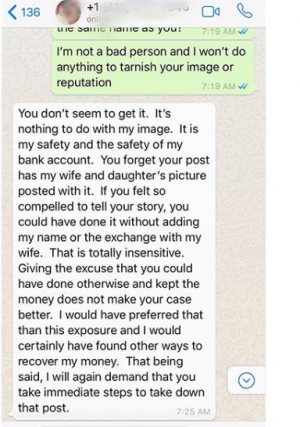 136
+1
onl
the same name as you?
7:19 AM
I'm not a bad person and I won't do
anything to tarnish your image or
reputation
7:19 AM
You don't seem to get it. It's
nothing to do with my image. It is
my safety and the safety of my
bank account. You forget your post
has my wife and daughter's picture
posted with it. If you felt so
compelled to tell your story, you
could have done it without adding
my name or the exchange with my
wife. That is totally insensitive.
Giving the excuse that you could
have done otherwise and kept the
money does not make your case
better. I would have preferred that
than this exposure and I would
certainly have found other ways to
recover my money. That being
said, I will again demand that you
take immediate steps to take down
that post.
7:25 AM